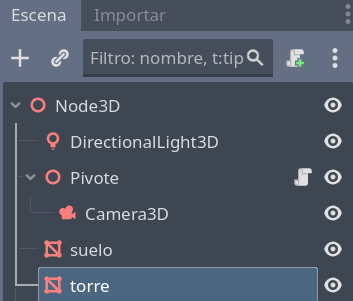 Escena Importar
Filtro: nombre, t:tip
Node3D
DirectionalLight3D
Pivote
Camera3D
suelo
torre